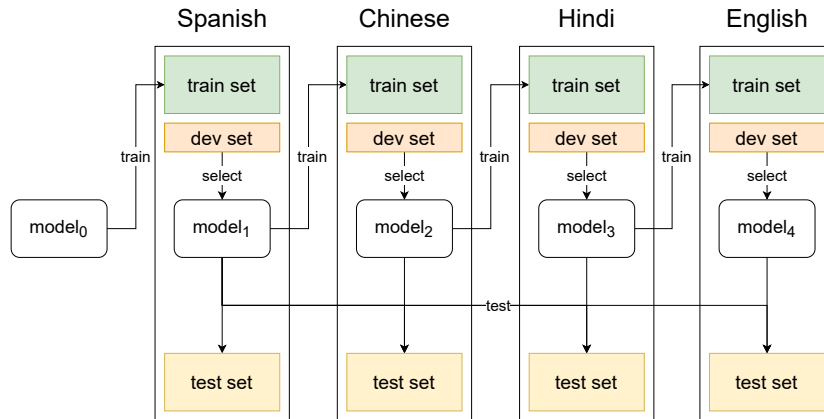 Spanish
Chinese
Hindi
English
train set
train set
train set
train set
dev set
dev set
dev set
dev set
train
train
train
train
select
select
select
select
model0
model1
model2
model3
model4
test
test set
test set
test set
test set